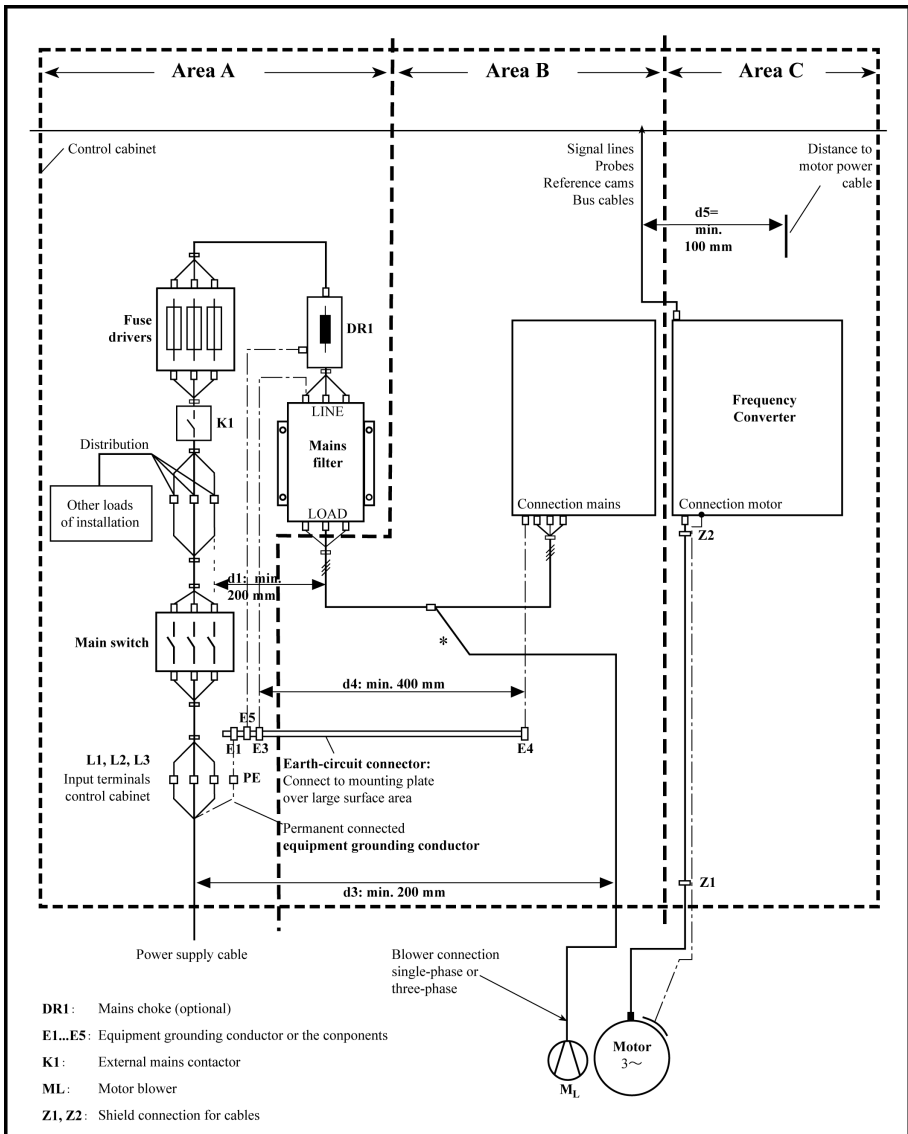 Area A
Area B
Area C
Control cabinet
Signal lines
Probes
Reference cams
Bus cables
Distance to
motor power
cable
d5=
min.
100 mm
Fuse
drivers
DR1
K1
LINE
Mains
filter
LOAD
Frequency
Converter
Distribution
Other loads
of installation
Connection mains
Connection motor
Z2
d1: min.
200 mm
Main switch
*
d4: min. 400 mm
E5
E1
E3
E4
L1, L2, L3
Input terminals
control cabinet
PE
Earth-circuit connector:
Connect to mounting plate
over large surface area
Permanent connected
equipment grounding conductor
Z1
d3: min. 200 mm
Power supply cable
Blower connection
single-phase or
three-phase
Motor
3～
ML
DR1: Mains choke (optional)
E1...E5: Equipment grounding conductor or the conponents
K1: External mains contactor
ML: Motor blower
Z1, Z2: Shield connection for cables